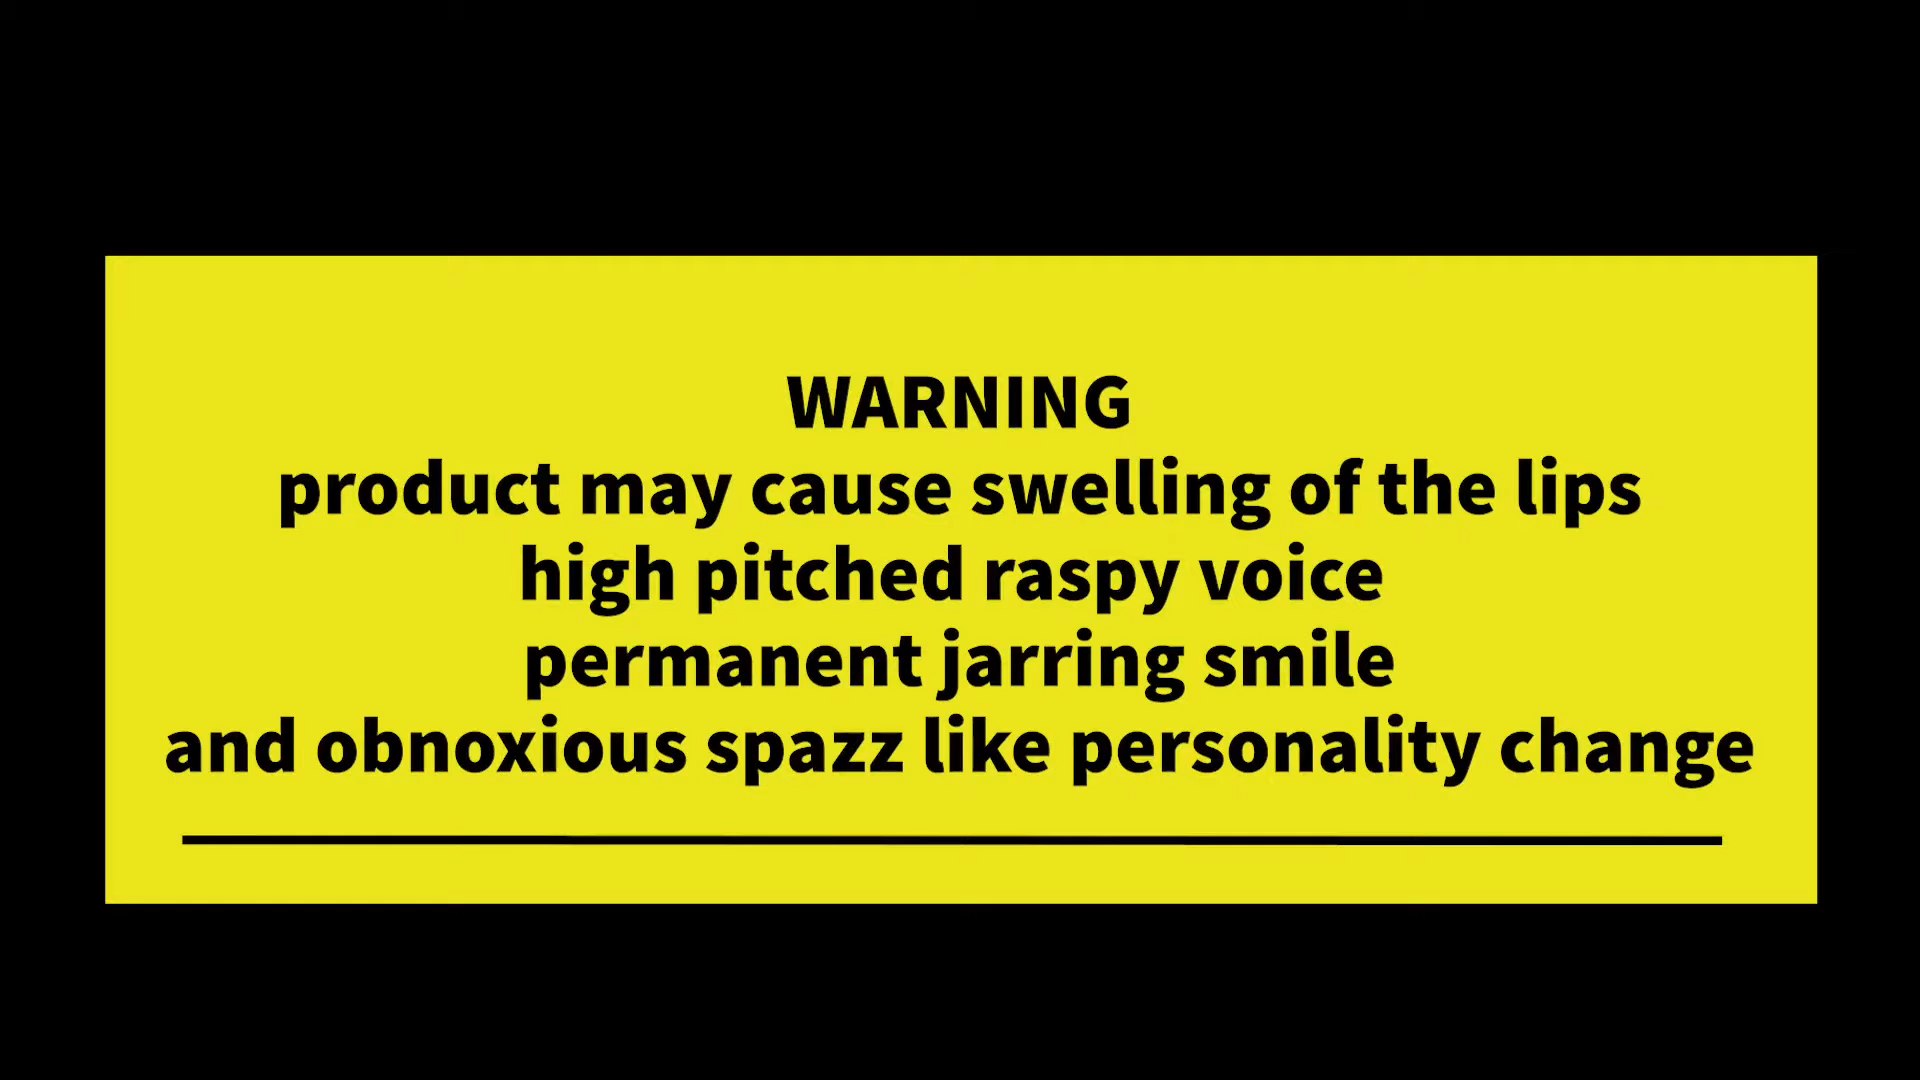 WARNING
product may cause swelling of the lips
high pitched raspy voice
permanent jarring smile
and obnoxious spazz like personality change